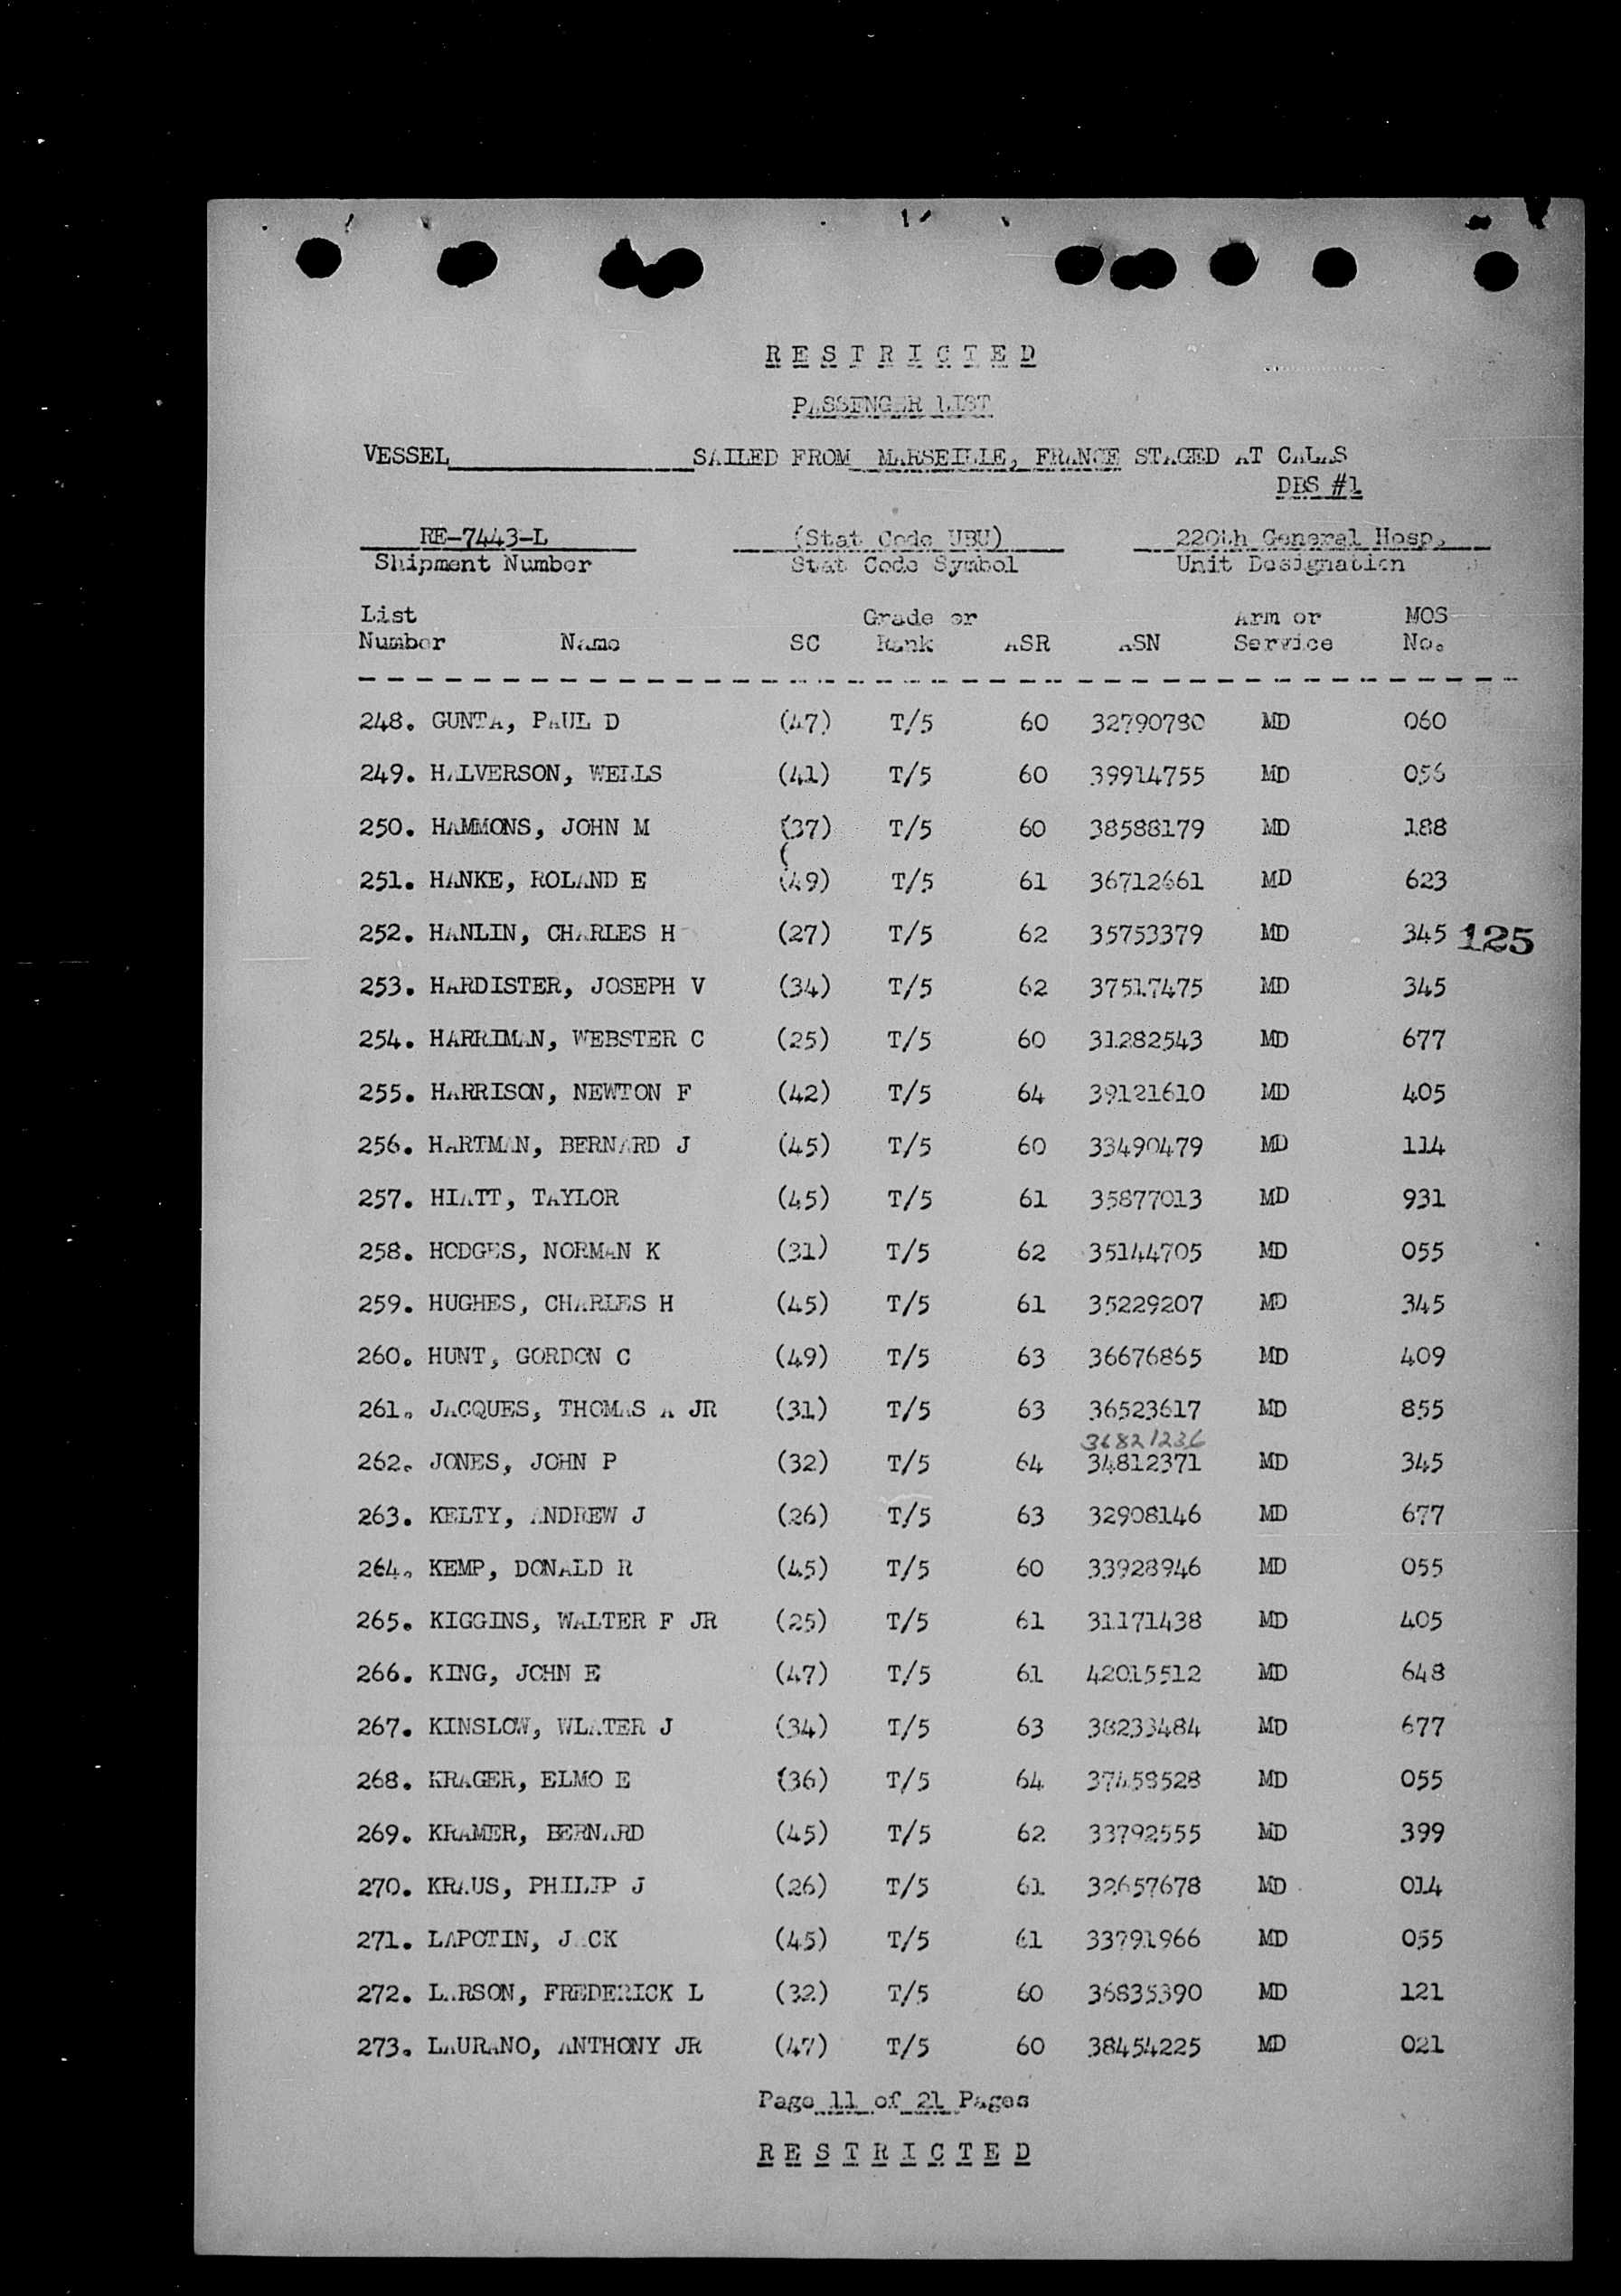 RESTRICTED
PASSENGER LIST
VESSEL SAILED FROM MARSEILLE, FRANCE STAGED AT CALAS
DBS #1
RE-7443-L (Stat Code UBU) 220th General Hosp.
Shipment Number Stat Code Symbol Unit Designation
List Grade or Arm or MOS
Number Name SC Rank ASR ASN Service No.
248. GUNTA, PAUL D (47) T/5 60 32790780 MD 060
249. HALVERSON, WELLS (41) T/5 60 39914755 MD 056
250. HAMMONS, JOHN M (37) T/5 60 38588179 MD 188
(
251. HANKE, ROLAND E (49) T/5 61 36712661 MD 623
252. HANLIN, CHARLES H (27) T/5 62 35753379 MD 345 125
253. HARDISTER, JOSEPH V (34) T/5 62 37517475 MD 345
254. HARRIMAN, WEBSTER C (25) T/5 60 31282543 MD 677
255. HARRISON, NEWTON F (42) T/5 64 39121610 MD 405
256. HARTMAN, BERNARD J (45) T/5 60 33490479 MD 114
257. HIATT, TAYLOR (45) T/5 61 35877013 MD 931
258. HODGES, NORMAN K (31) T/5 62 35144705 MD 055
259. HUGHES, CHARLES H (45) T/5 61 35229207 MD 345
260. HUNT, GORDON C (49) T/5 63 36676865 MD 409
261. JACQUES, THOMAS A JR (31) T/5 63 36523617 MD 855
36821236
262. JONES, JOHN P (32) T/5 64 34812371 MD 345
263. KELTY, ANDREW J (26) T/5 63 32908146 MD 677
264. KEMP, DONALD R (45) T/5 60 33928946 MD 055
265. KIGGINS, WALTER F JR (25) T/5 61 31171438 MD 405
266. KING, JOHN E (47) T/5 61 42015512 MD 648
267. KINSLOW, WLATER J (34) T/5 63 38233484 MD 677
268. KRAGER, ELMO E (36) T/5 64 37458528 MD 055
269. KRAMER, BERNARD (45) T/5 62 33792555 MD 399
270. KRAUS, PHILIP J (26) T/5 61 32657678 MD 014
271. LAPOTIN, JACK (45) T/5 61 33791966 MD 055
272. LARSON, FREDERICK L (32) T/5 60 36835390 MD 121
273. LAURANO, ANTHONY JR (47) T/5 60 38454225 MD 021
Page 11 of 21 Pages
RESTRICTED